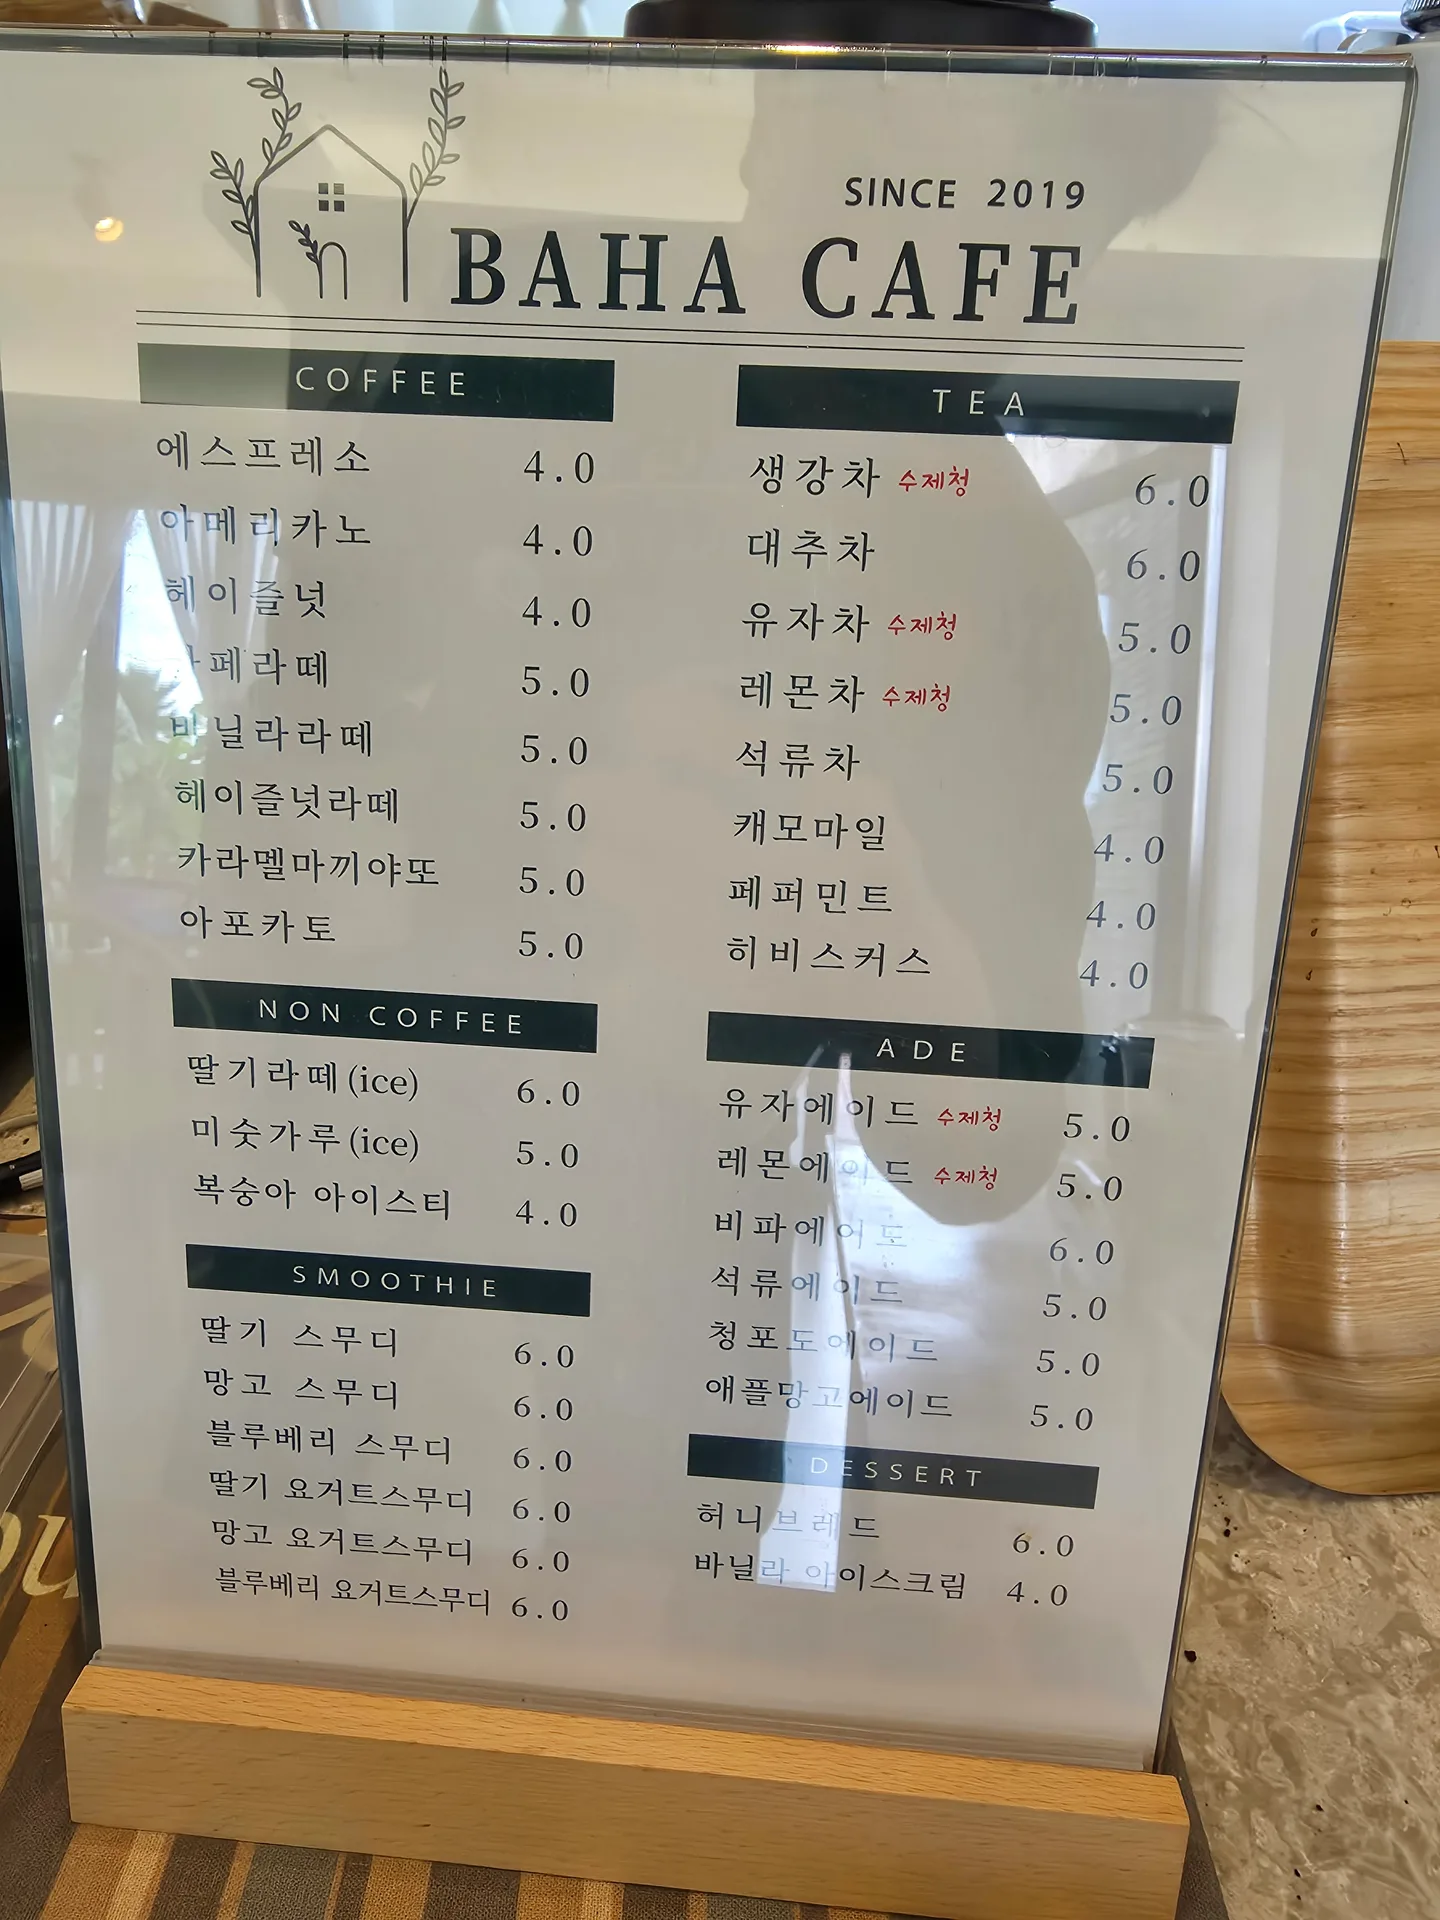 SINCE 2019
BAHA CAFE
COFFEE
에스프레소 4.0
아메리카노 4.0
헤이즐넛 4.0
카페라떼 5.0
바닐라라떼 5.0
헤이즐넛라떼 5.0
카라멜마끼야또 5.0
아포카토 5.0
NON COFFEE
딸기라떼(ice) 6.0
미숫가루(ice) 5.0
복숭아 아이스티 4.0
SMOOTHIE
딸기 스무디 6.0
망고 스무디 6.0
블루베리 스무디 6.0
딸기 요거트스무디 6.0
망고 요거트스무디 6.0
블루베리 요거트스무디 6.0
TEA
생강차 수제청 6.0
대추차 6.0
유자차 수제청 5.0
레몬차 수제청 5.0
석류차 5.0
캐모마일 4.0
페퍼민트 4.0
히비스커스 4.0
ADE
유자에이드 수제청 5.0
레몬에이드 수제청 5.0
비파에이드 6.0
석류에이드 5.0
청포도에이드 5.0
애플망고에이드 5.0
DESSERT
허니브레드 6.0
바닐라 아이스크림 4.0